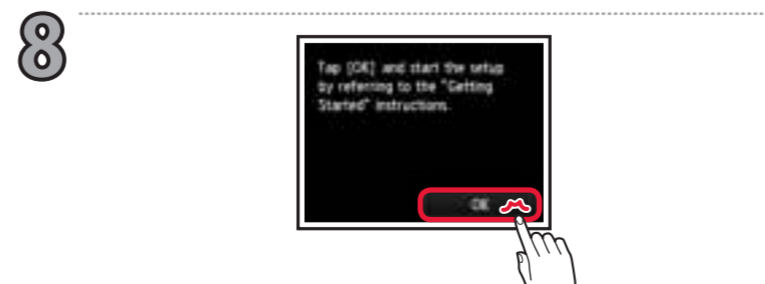 8
Tap [OK] and start the setup
by referring to the "Getting
Started" instructions.
OK